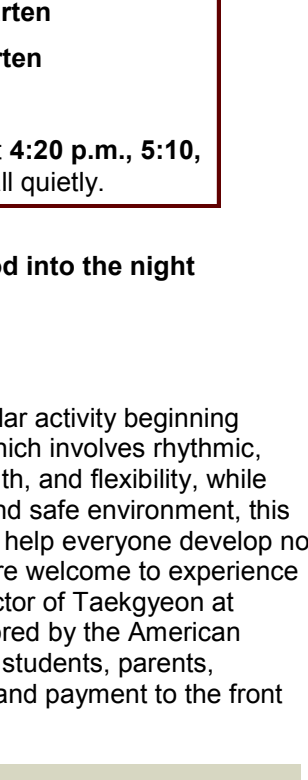 rten
rten
t 4:20 p.m., 5:10,
ll quietly.
od into the night
lar activity beginning
hich involves rhythmic,
th, and flexibility, while
nd safe environment, this
help everyone develop no
re welcome to experience
ctor of Taekgyeon at
ored by the American
students, parents,
and payment to the front